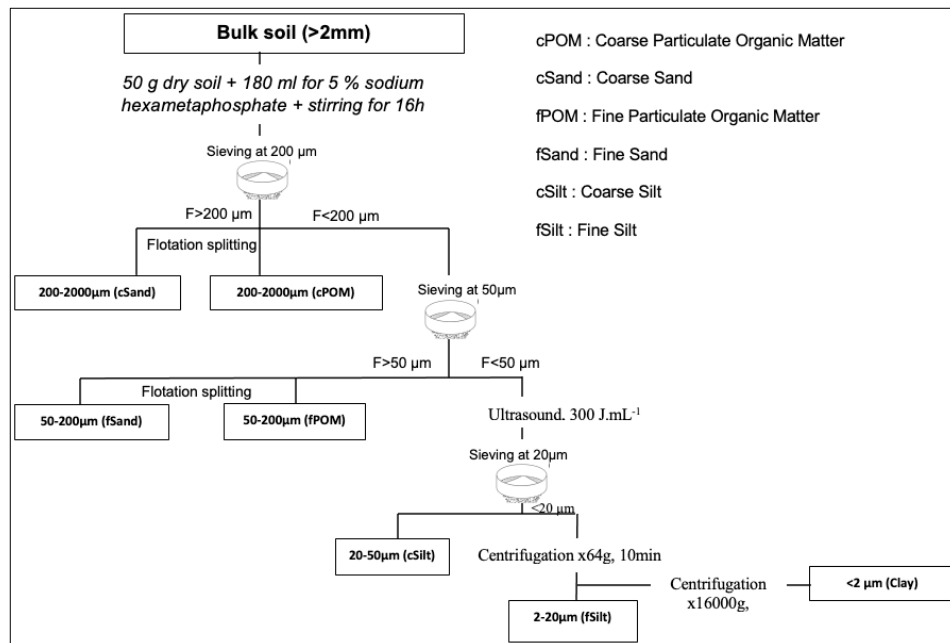 Bulk soil (>2mm)
50 g dry soil + 180 ml for 5 % sodium
hexametaphosphate + stirring for 16h
cPOM : Coarse Particulate Organic Matter
cSand : Coarse Sand
fPOM : Fine Particulate Organic Matter
fSand : Fine Sand
cSilt : Coarse Silt
fSilt : Fine Silt
Sieving at 200 µm
F>200 µm
F<200 µm
Flotation splitting
200-2000µm (cSand)
200-2000µm (cPOM)
Sieving at 50µm
F>50 µm
F<50 µm
Flotation splitting
50-200µm (fSand)
50-200µm (fPOM)
Ultrasound. 300 J.mL-1
Sieving at 20µm
<20 µm
20-50µm (cSilt)
Centrifugation x64g, 10min
Centrifugation
x16000g,
<2 µm (Clay)
2-20µm (fSilt)